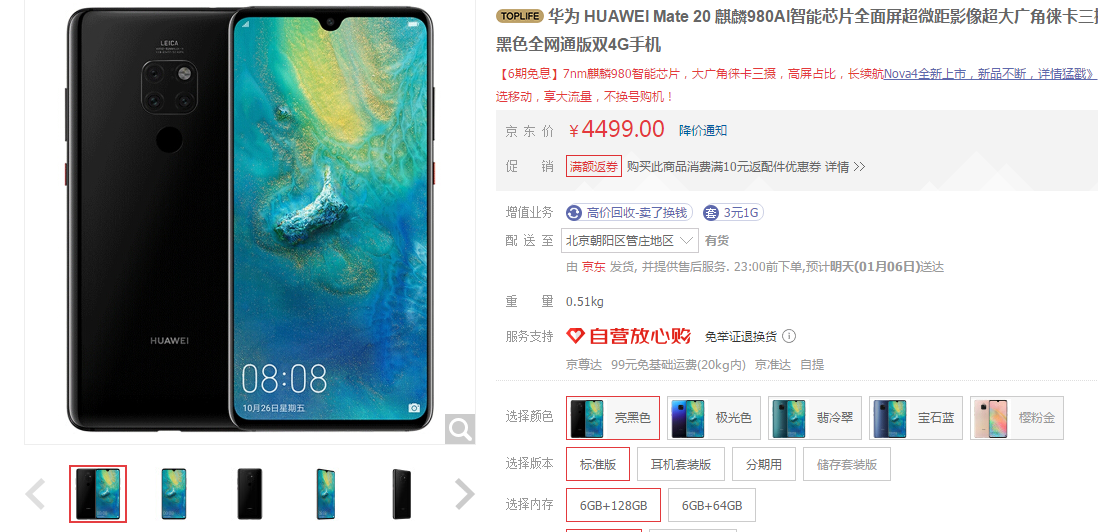 LEICA
HUAWEI
08:08
10月26日星期五
TOPLIFE 华为 HUAWEI Mate 20 麒麟980AI智能芯片全面屏超微距影像超大广角徕卡三摄
黑色全网通版双4G手机
【6期免息】7nm麒麟980智能芯片，大广角徕卡三摄，高屏占比，长续航Nova4全新上市，新品不断，详情猛戳》
选移动，享大流量，不换号购机！
京东价 ￥4499.00 降价通知
促销 满额返券 购买此商品消费满10元返配件优惠券 详情 >>
增值业务 高价回收-卖了换钱 套 3元1G
配送至 北京朝阳区管庄地区 有货
由 京东 发货, 并提供售后服务. 23:00前下单,预计明天(01月06日)送达
重量 0.51kg
服务支持 自营放心购 免举证退换货
京尊达 99元免基础运费(20kg内) 京准达 自提
选择颜色 亮黑色 极光色 翡冷翠 宝石蓝 樱粉金
选择版本 标准版 耳机套装版 分期用 储存套装版
选择内存 6GB+128GB 6GB+64GB